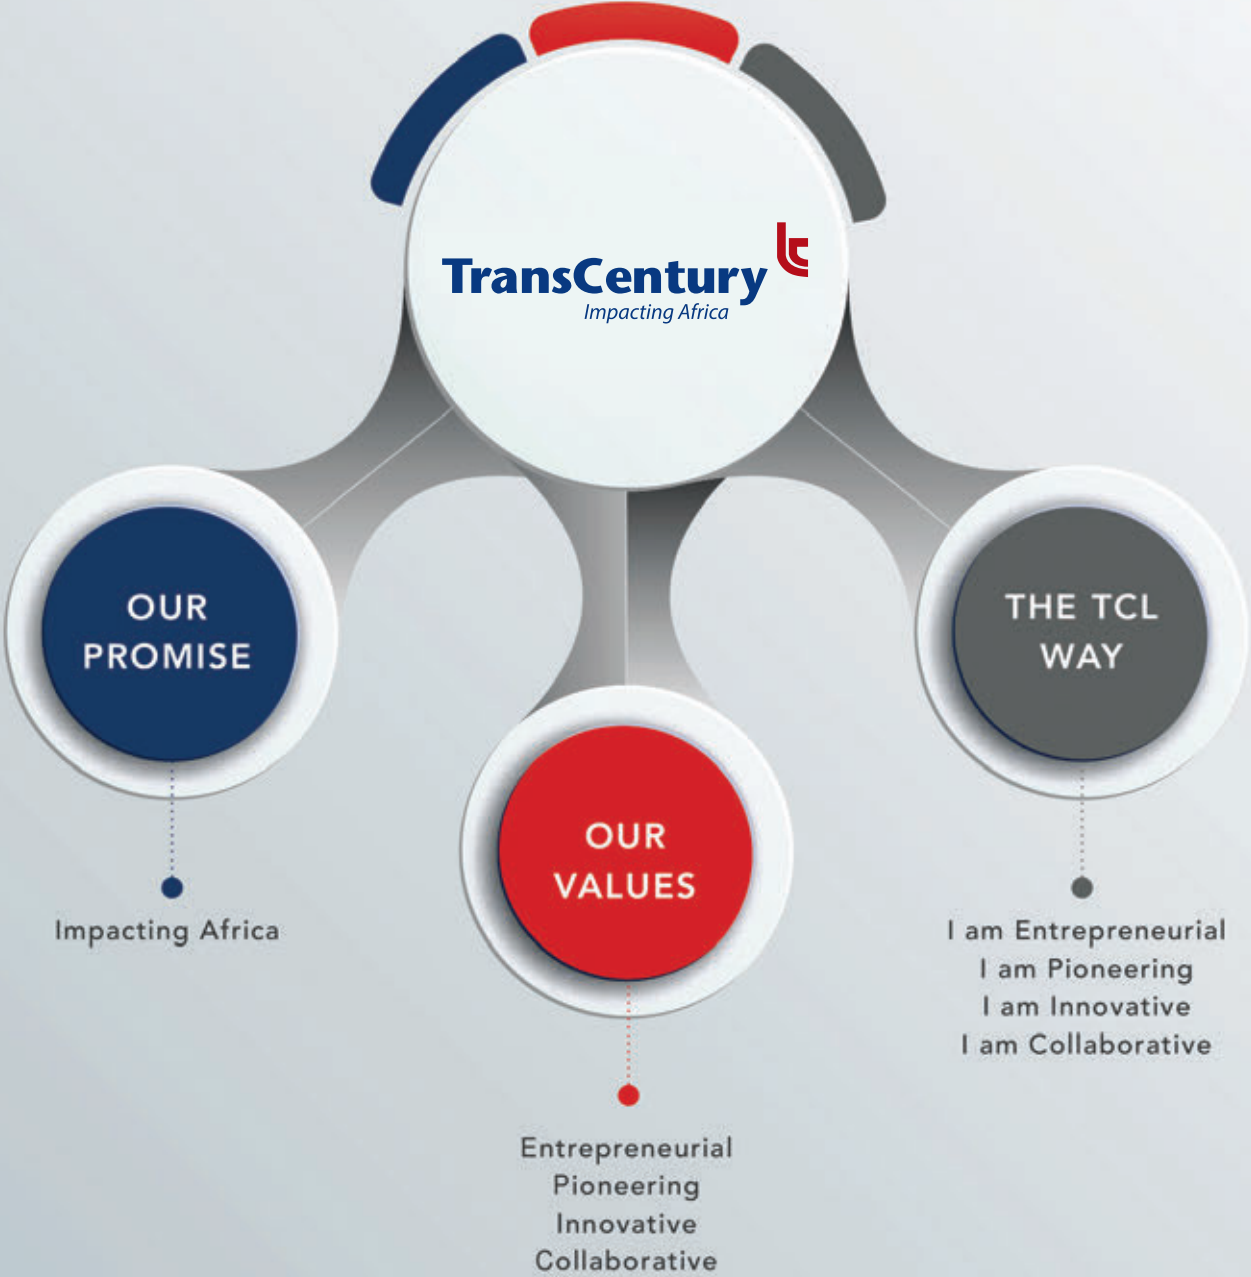 TransCentury
Impacting Africa
OUR
PROMISE
Impacting Africa
OUR
VALUES
Entrepreneurial
Pioneering
Innovative
Collaborative
THE TCL
WAY
I am Entrepreneurial
I am Pioneering
I am Innovative
I am Collaborative